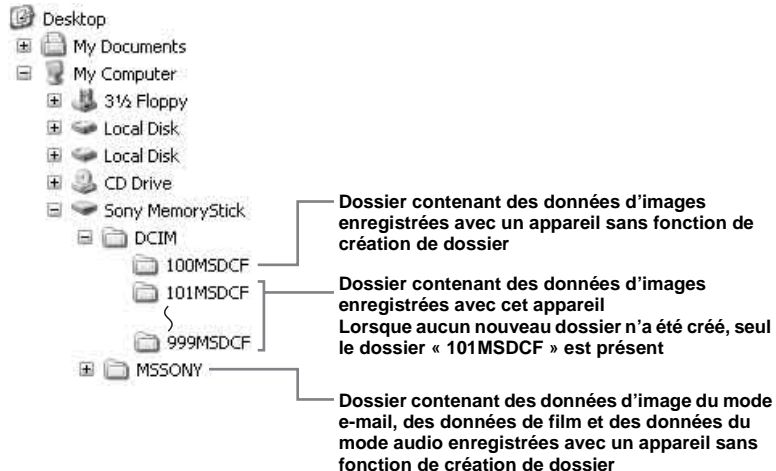 Desktop
My Documents
My Computer
3½ Floppy
Local Disk
Local Disk
CD Drive
Sony MemoryStick
DCIM
100MSDCF
101MSDCF
999MSDCF
MSSONY
Dossier contenant des données d'images
enregistrées avec un appareil sans fonction de
création de dossier
Dossier contenant des données d'images
enregistrées avec cet appareil
Lorsque aucun nouveau dossier n'a été créé, seul
le dossier « 101MSDCF » est présent
Dossier contenant des données d'image du mode
e-mail, des données de film et des données du
mode audio enregistrées avec un appareil sans
fonction de création de dossier